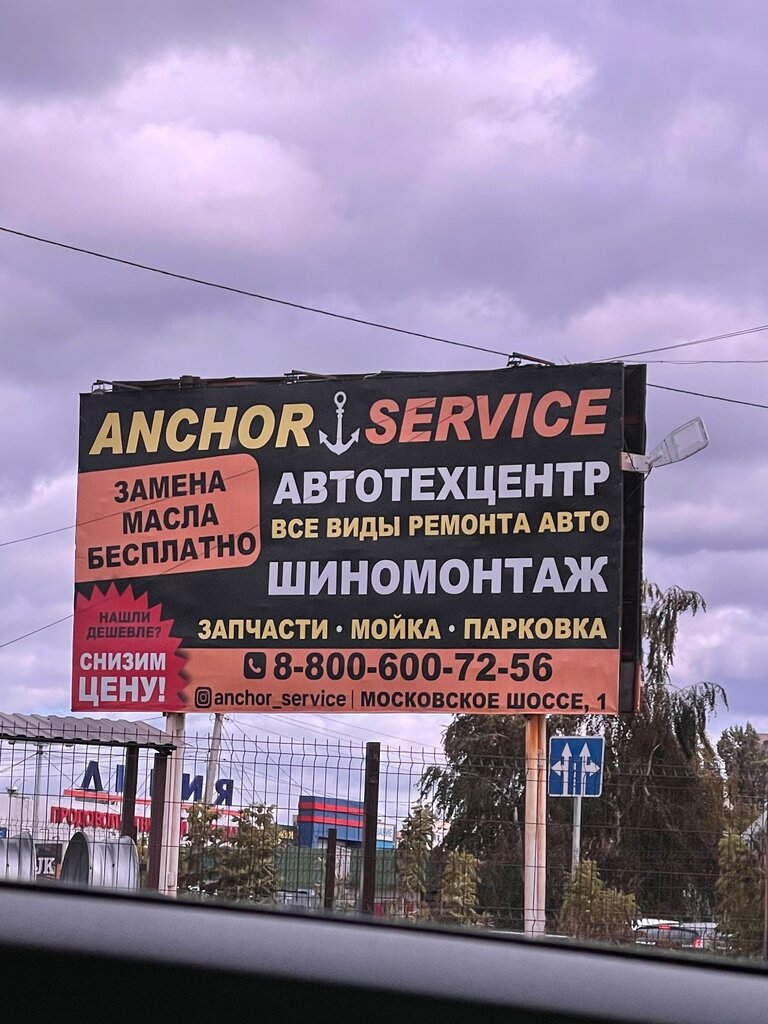 ANCHOR SERVICE
ЗАМЕНА
МАСЛА
БЕСПЛАТНО
АВТОТЕХЦЕНТР
ВСЕ ВИДЫ РЕМОНТА АВТО
ШИНОМОНТАЖ
НАШЛИ
ДЕШЕВЛЕ?
СНИЗИМ
ЦЕНУ!
ЗАПЧАСТИ · МОЙКА · ПАРКОВКА
8-800-600-72-56
anchor_service | МОСКОВСКОЕ ШОССЕ, 1